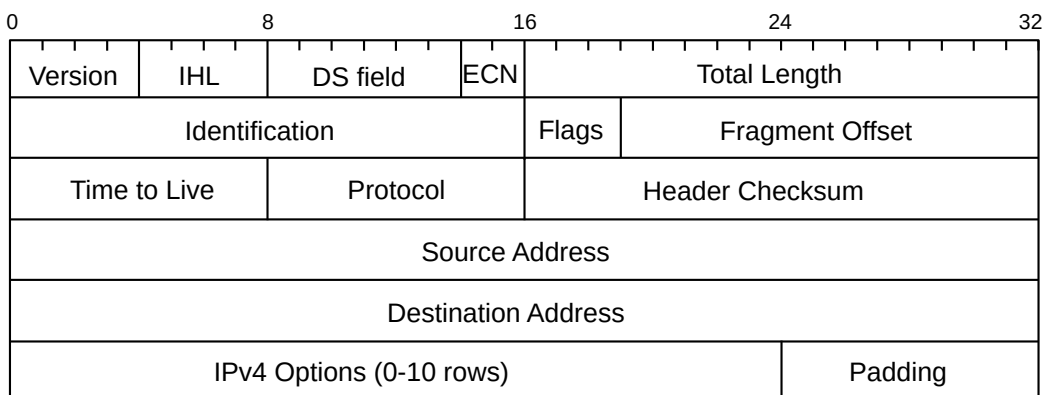 0 8 16 24 32
Version IHL DS field ECN Total Length
Identification Flags Fragment Offset
Time to Live Protocol Header Checksum
Source Address
Destination Address
IPv4 Options (0-10 rows) Padding